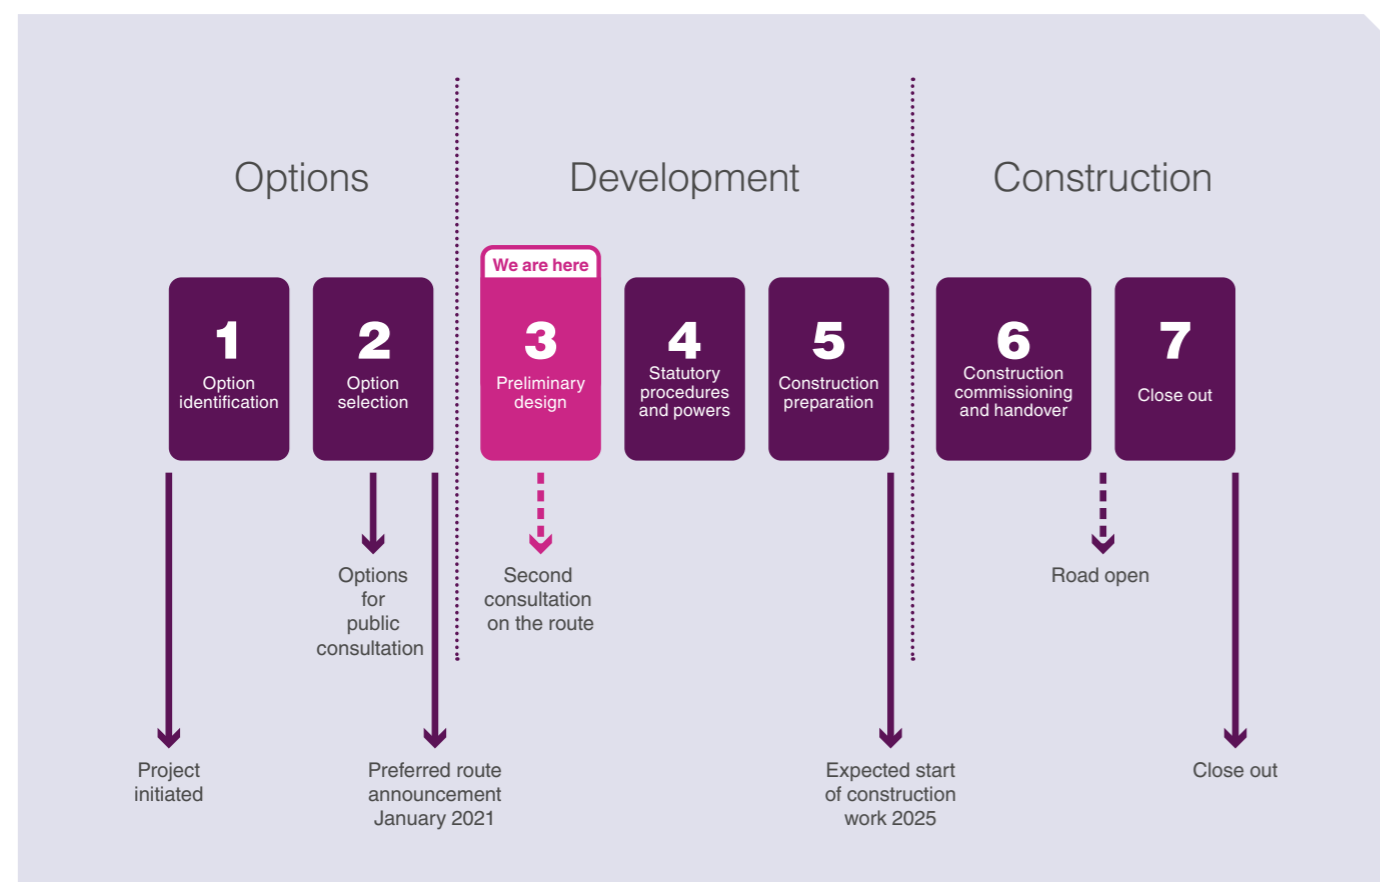 Options
Development
Construction
We are here
1
Option
identification
2
Option
selection
3
Preliminary
design
4
Statutory
procedures
and powers
5
Construction
preparation
6
Construction
commissioning
and handover
7
Close out
Options
for
public
consultation
Second
consultation
on the route
Road open
Project
initiated
Preferred route
announcement
January 2021
Expected start
of construction
work 2025
Close out